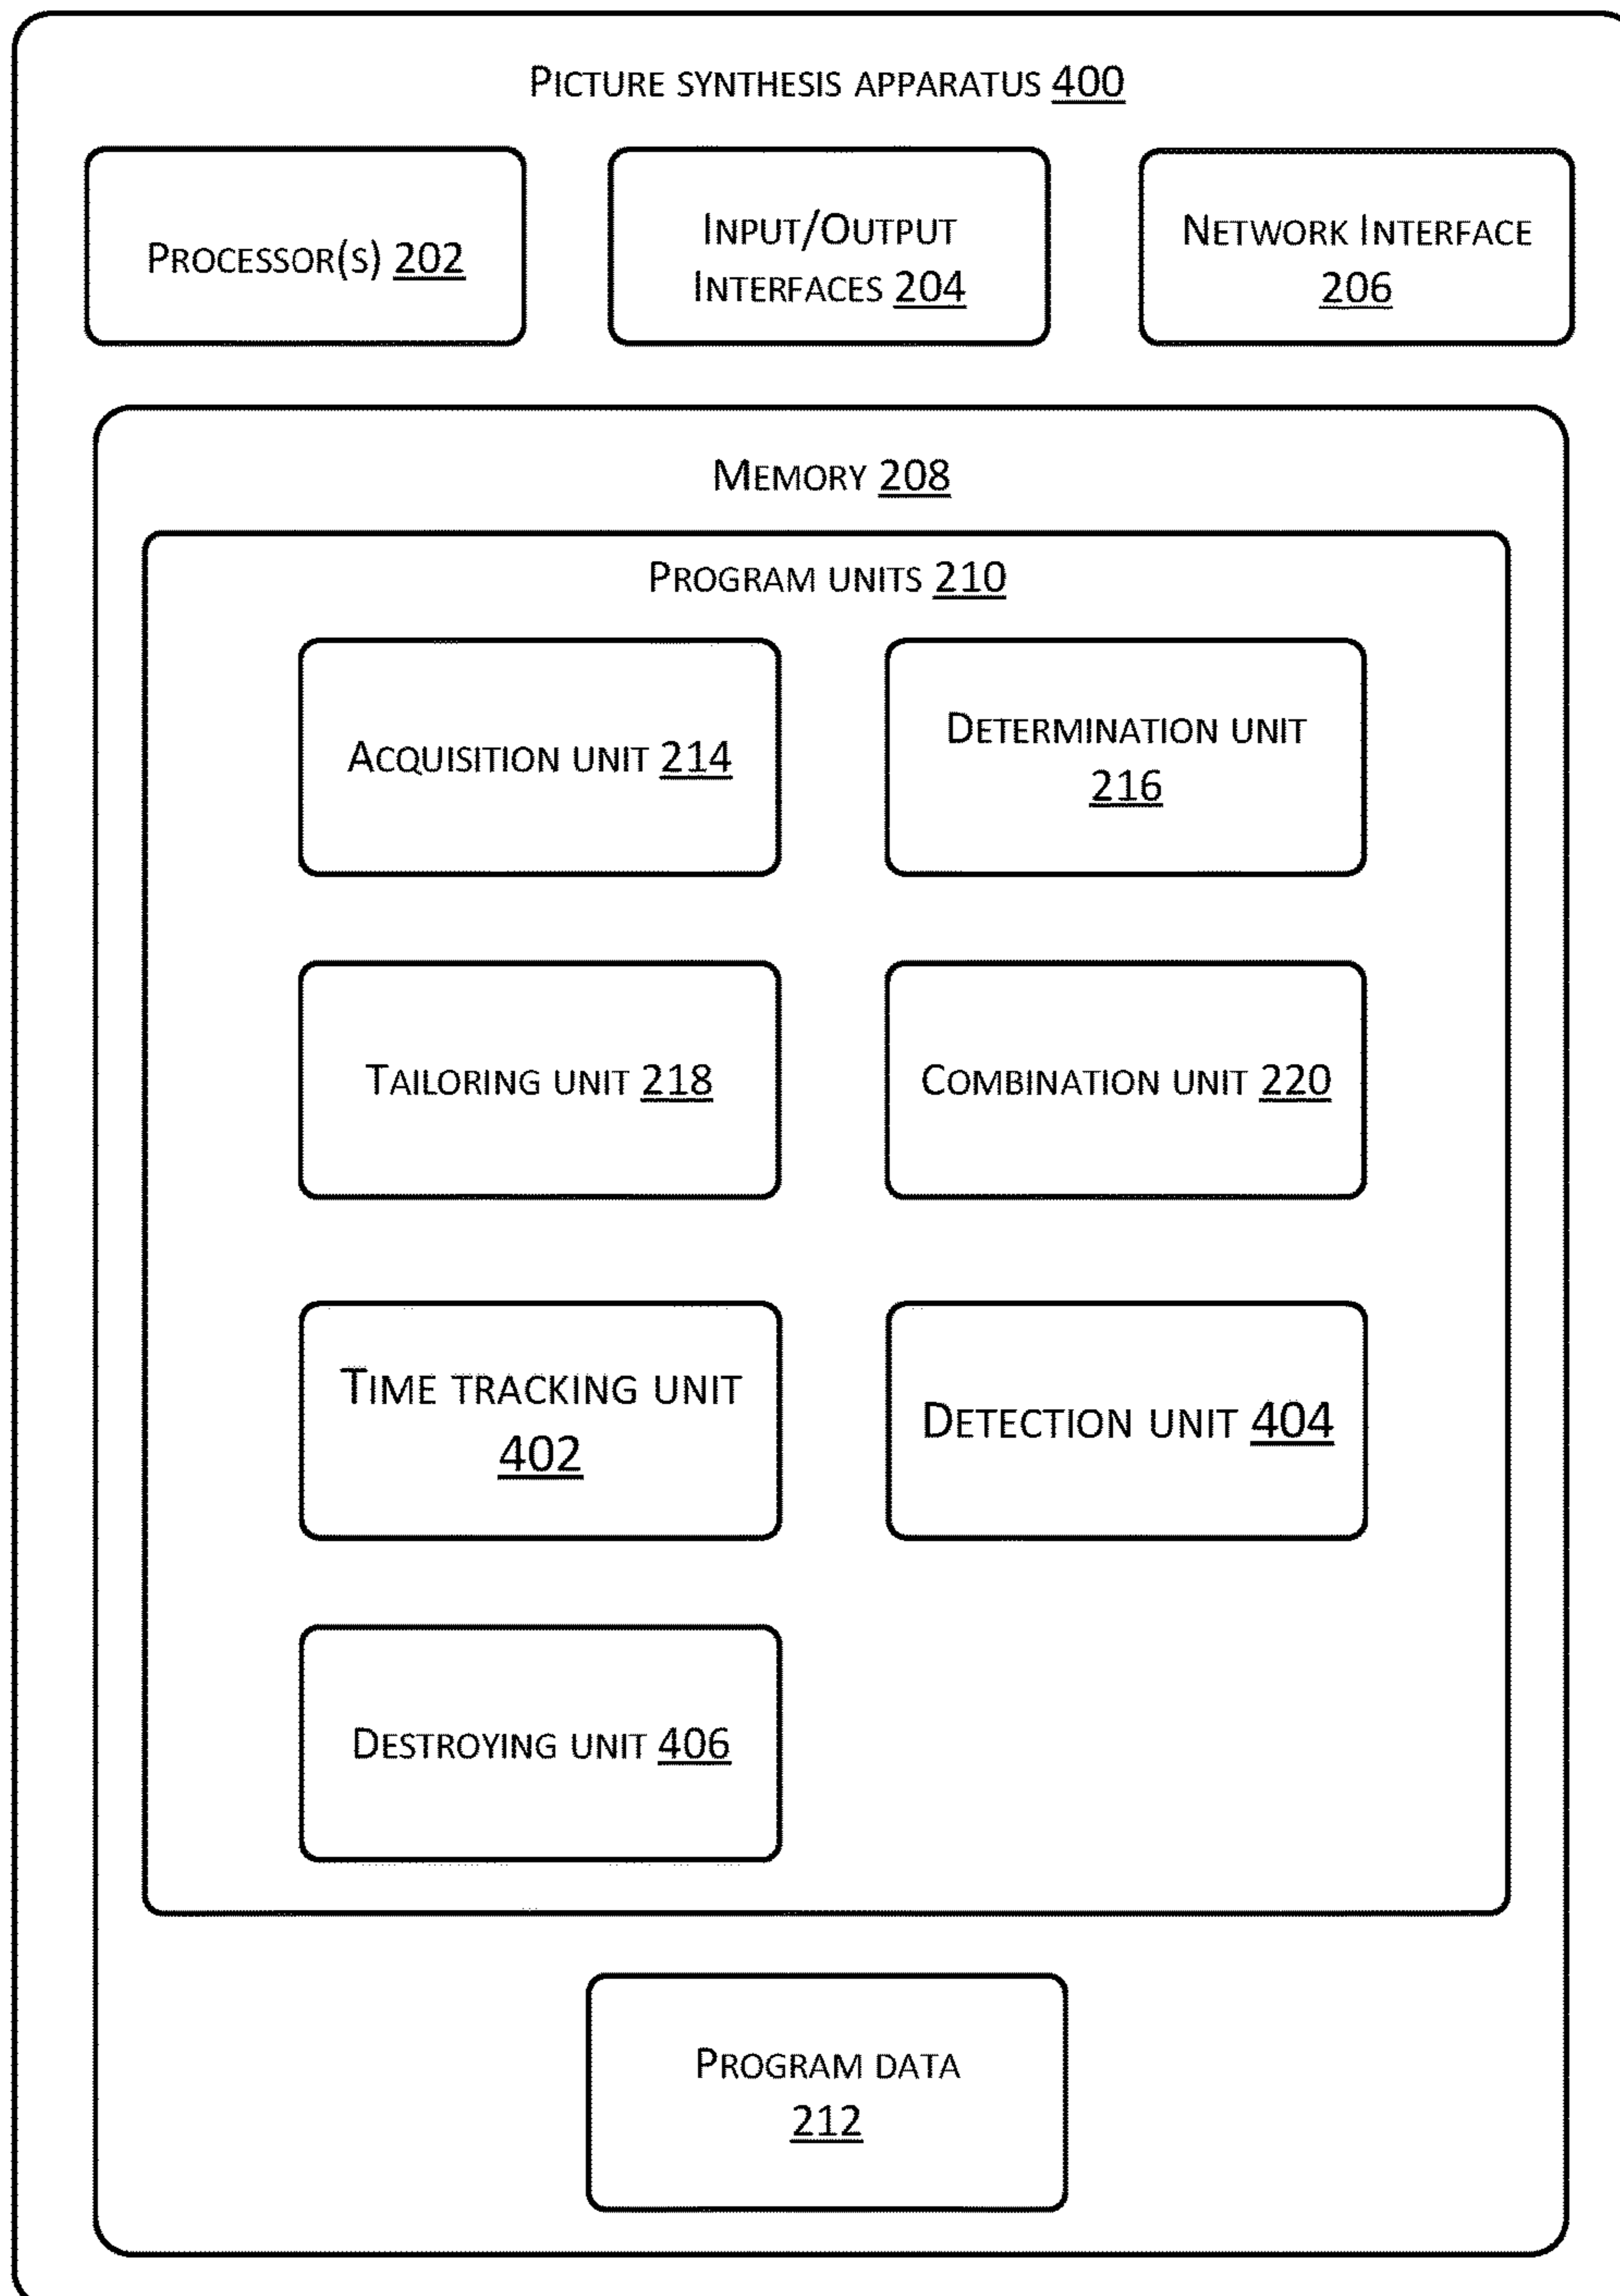 PICTURE SYNTHESIS APPARATUS 400
PROCESSOR(S) 202
INPUT/OUTPUT
INTERFACES 204
NETWORK INTERFACE
206
MEMORY 208
PROGRAM UNITS 210
ACQUISITION UNIT 214
DETERMINATION UNIT
216
TAILORING UNIT 218
COMBINATION UNIT 220
TIME TRACKING UNIT
402
DETECTION UNIT 404
DESTROYING UNIT 406
PROGRAM DATA
212